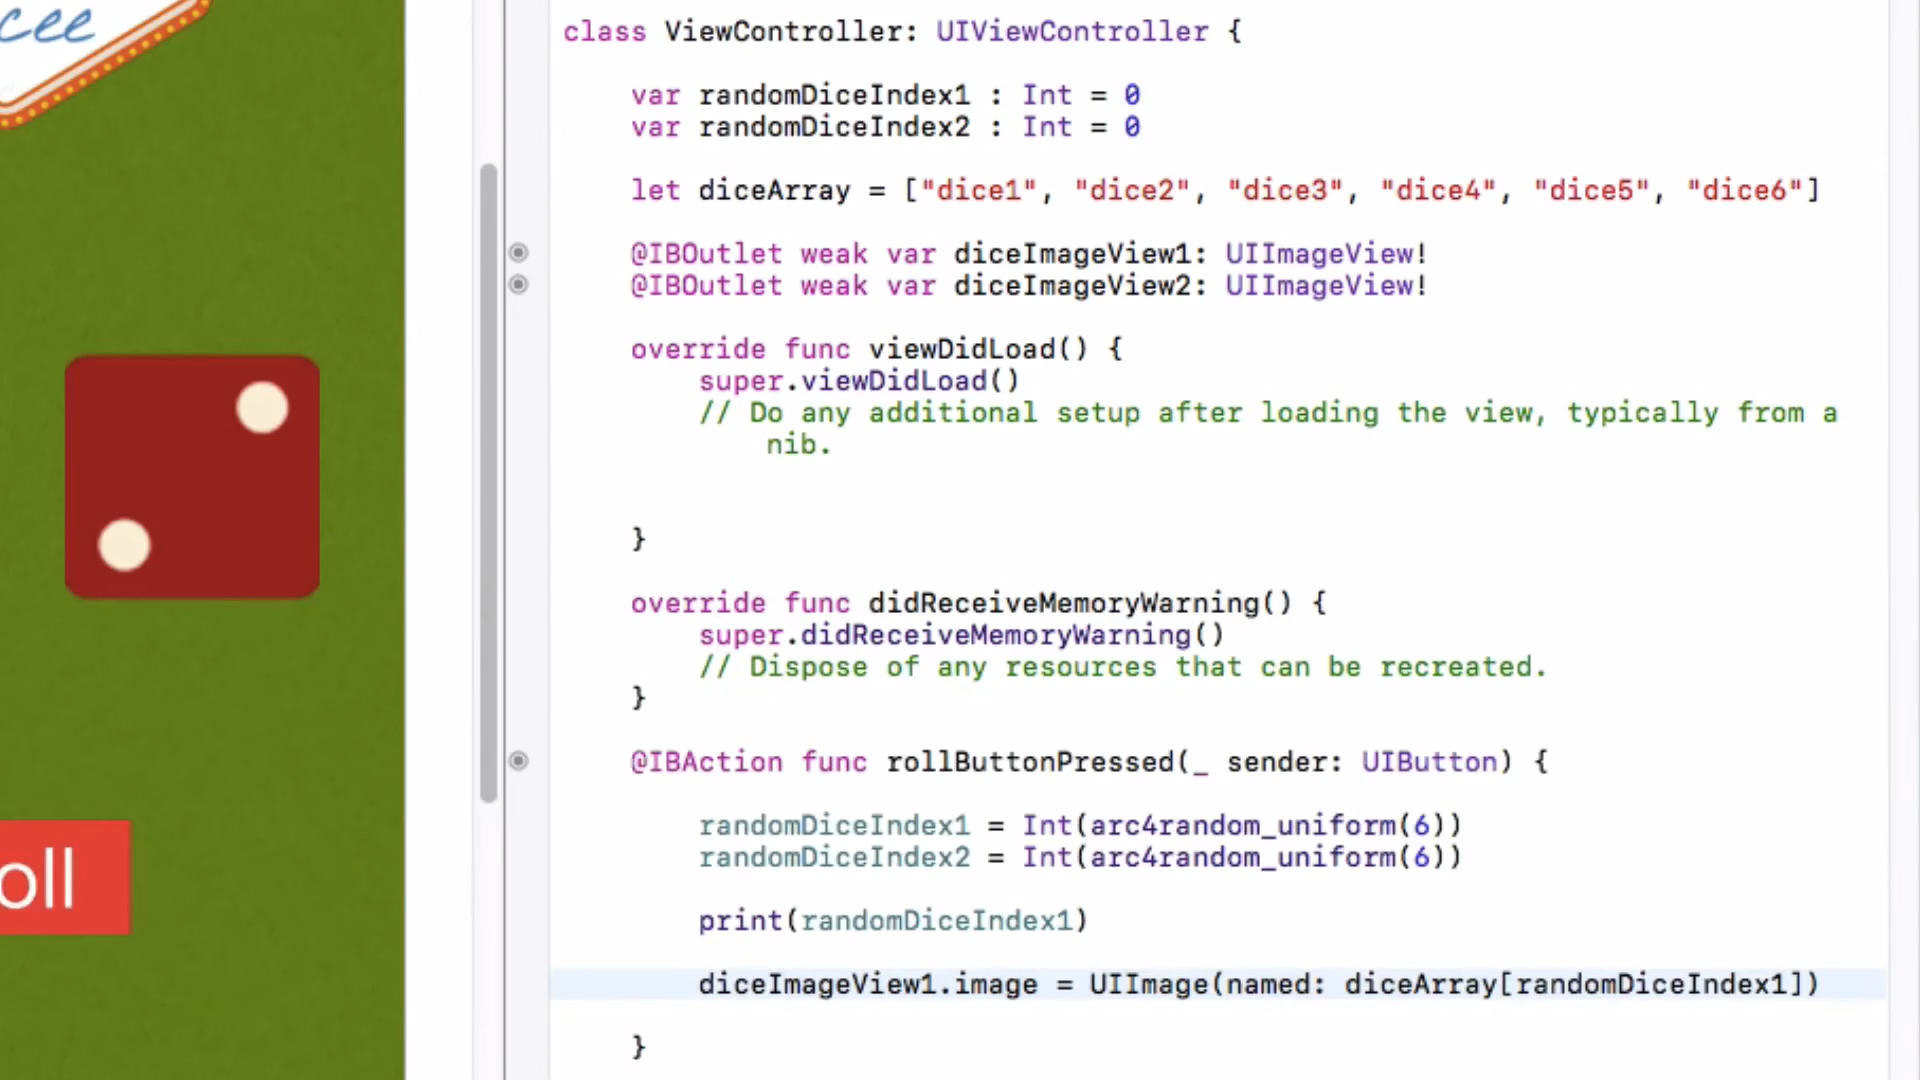 cee
oll
class ViewController: UIViewController {
var randomDiceIndex1 : Int = 0
var randomDiceIndex2 : Int = 0
let diceArray = ["dice1", "dice2", "dice3", "dice4", "dice5", "dice6"]
@IBOutlet weak var diceImageView1: UIImageView!
@IBOutlet weak var diceImageView2: UIImageView!
override func viewDidLoad() {
super.viewDidLoad()
// Do any additional setup after loading the view, typically from a
nib.
}
override func didReceiveMemoryWarning() {
super.didReceiveMemoryWarning()
// Dispose of any resources that can be recreated.
}
@IBAction func rollButtonPressed(_ sender: UIButton) {
randomDiceIndex1 = Int(arc4random_uniform(6))
randomDiceIndex2 = Int(arc4random_uniform(6))
print(randomDiceIndex1)
diceImageView1.image = UIImage(named: diceArray[randomDiceIndex1])
}